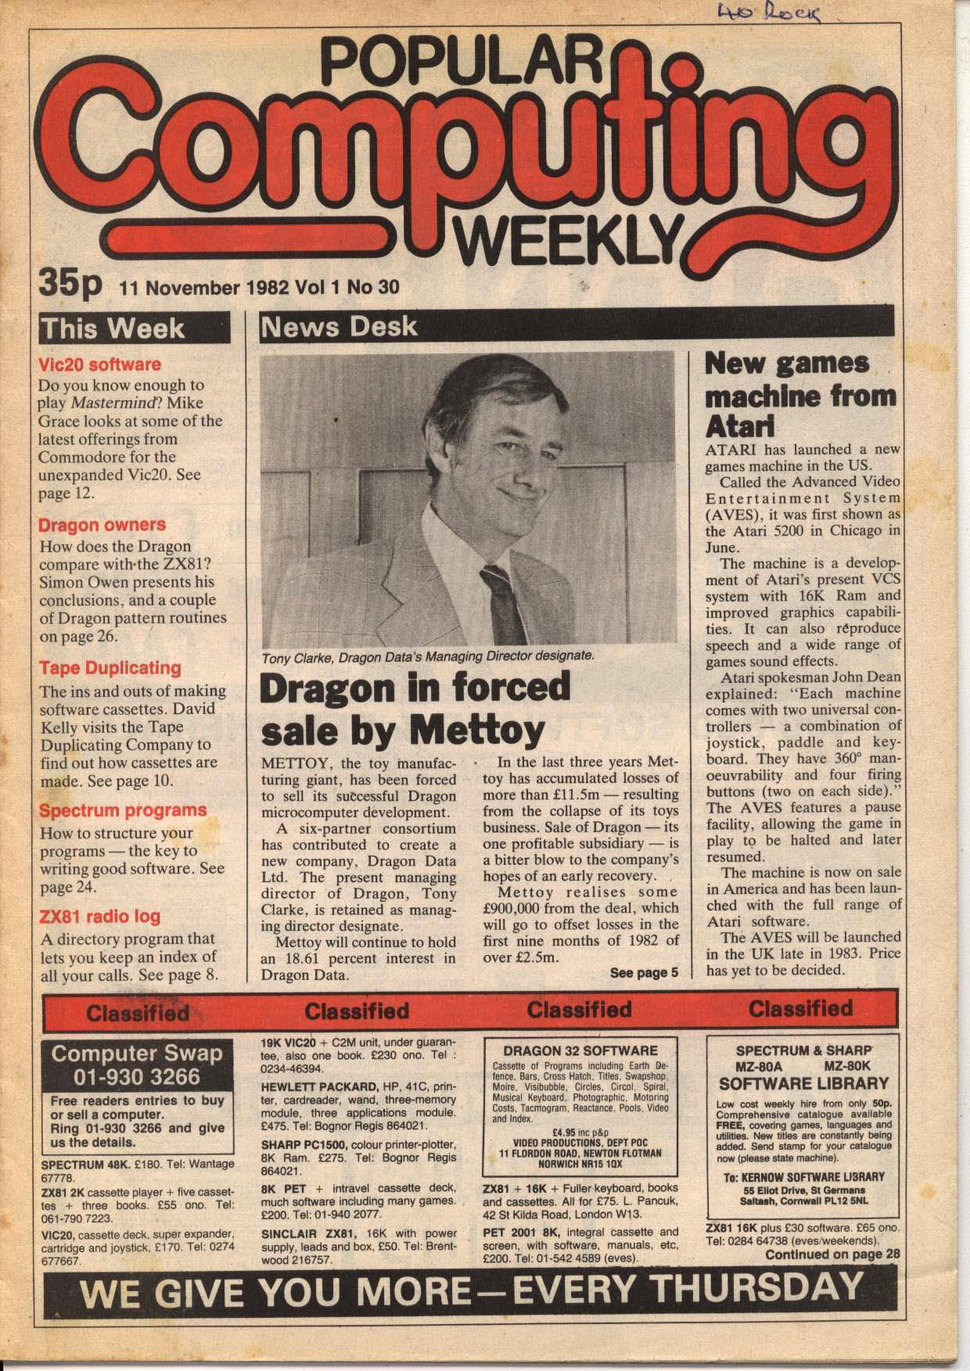 40 Rock
POPULAR
Computing
WEEKLY
35p 11 November 1982 Vol 1 No 30
This Week
Vic20 software
Do you know enough to
play Mastermind? Mike
Grace looks at some of the
latest offerings from
Commodore for the
unexpanded Vic20. See
page 12.
Dragon owners
How does the Dragon
compare with the ZX81?
Simon Owen presents his
conclusions, and a couple
of Dragon pattern routines
on page 26.
Tape Duplicating
The ins and outs of making
software cassettes. David
Kelly visits the Tape
Duplicating Company to
find out how cassettes are
made. See page 10.
Spectrum programs
How to structure your
programs — the key to
writing good software. See
page 24.
ZX81 radio log
A directory program that
lets you keep an index of
all your calls. See page 8.
News Desk
Tony Clarke, Dragon Data's Managing Director designate.
Dragon in forced
sale by Mettoy
METTOY, the toy manufac-
turing giant, has been forced
to sell its successful Dragon
microcomputer development.
A six-partner consortium
has contributed to create a
new company, Dragon Data
Ltd. The present managing
director of Dragon, Tony
Clarke, is retained as manag-
ing director designate.
Mettoy will continue to hold
an 18.61 percent interest in
Dragon Data.
In the last three years Met-
toy has accumulated losses of
more than £11.5m — resulting
from the collapse of its toys
business. Sale of Dragon — its
one profitable subsidiary — is
a bitter blow to the company's
hopes of an early recovery.
Mettoy realises some
£900,000 from the deal, which
will go to offset losses in the
first nine months of 1982 of
over £2.5m.
See page 5
New games
machine from
Atari
ATARI has launched a new
games machine in the US.
Called the Advanced Video
Entertainment System
(AVES), it was first shown as
the Atari 5200 in Chicago in
June.
The machine is a develop-
ment of Atari's present VCS
system with 16K Ram and
improved graphics capabili-
ties. It can also reproduce
speech and a wide range of
games sound effects.
Atari spokesman John Dean
explained: "Each machine
comes with two universal con-
trollers — a combination of
joystick, paddle and key-
board. They have 360° man-
oeuvrability and four firing
buttons (two on each side)."
The AVES features a pause
facility, allowing the game in
play to be halted and later
resumed.
The machine is now on sale
in America and has been laun-
ched with the full range of
Atari software.
The AVES will be launched
in the UK late in 1983. Price
has yet to be decided.
Classified Classified Classified Classified
Computer Swap
01-930 3266
Free readers entries to buy
or sell a computer.
Ring 01-930 3266 and give
us the details.
SPECTRUM 48K. £180. Tel: Wantage
67778.
ZX81 2K cassette player + five casset-
tes + three books. £55 ono. Tel:
061-790 7223.
VIC20, cassette deck, super expander,
cartridge and joystick, £170. Tel: 0274
677667.
19K VIC20 + C2M unit, under guaran-
tee, also one book. £230 ono. Tel :
0234-46394.
HEWLETT PACKARD, HP, 41C, prin-
ter, cardreader, wand, three-memory
module, three applications module.
£475. Tel: Bognor Regis 864021.
SHARP PC1500, colour printer-plotter,
8K Ram. £275. Tel: Bognor Regis
864021.
8K PET + intravel cassette deck,
much software including many games.
£200. Tel: 01-940 2077.
SINCLAIR ZX81, 16K with power
supply, leads and box, £50. Tel: Brent-
wood 216757.
DRAGON 32 SOFTWARE
Cassette of Programs including Earth De-
fence, Bars, Cross Hatch, Titles, Swapshop,
Moire, Visibubble, Circles, Circol, Spiral,
Musical Keyboard, Photographic, Motoring
Costs, Tacmogram, Reactance, Pools, Video
and Index.
£4.95 inc p&p
VIDEO PRODUCTIONS, DEPT POC
11 FLORDON ROAD, NEWTON FLOTMAN
NORWICH NR15 1QX
ZX81 + 16K + Fuller keyboard, books
and cassettes. All for £75. L. Pancuk,
42 St Kilda Road, London W13.
PET 2001 8K, integral cassette and
screen, with software, manuals, etc,
£200. Tel: 01-542 4589 (eves).
SPECTRUM & SHARP
MZ-80A MZ-80K
SOFTWARE LIBRARY
Low cost weekly hire from only 50p.
Comprehensive catalogue available
FREE, covering games, languages and
utilities. New titles are constantly being
added. Send stamp for your catalogue
now (please state machine).
To: KERNOW SOFTWARE LIBRARY
55 Eliot Drive, St Germans
Saltash, Cornwall PL12 5NL
ZX81 16K plus £30 software. £65 ono.
Tel: 0284 64738 (eves/weekends).
Continued on page 28
WE GIVE YOU MORE—EVERY THURSDAY